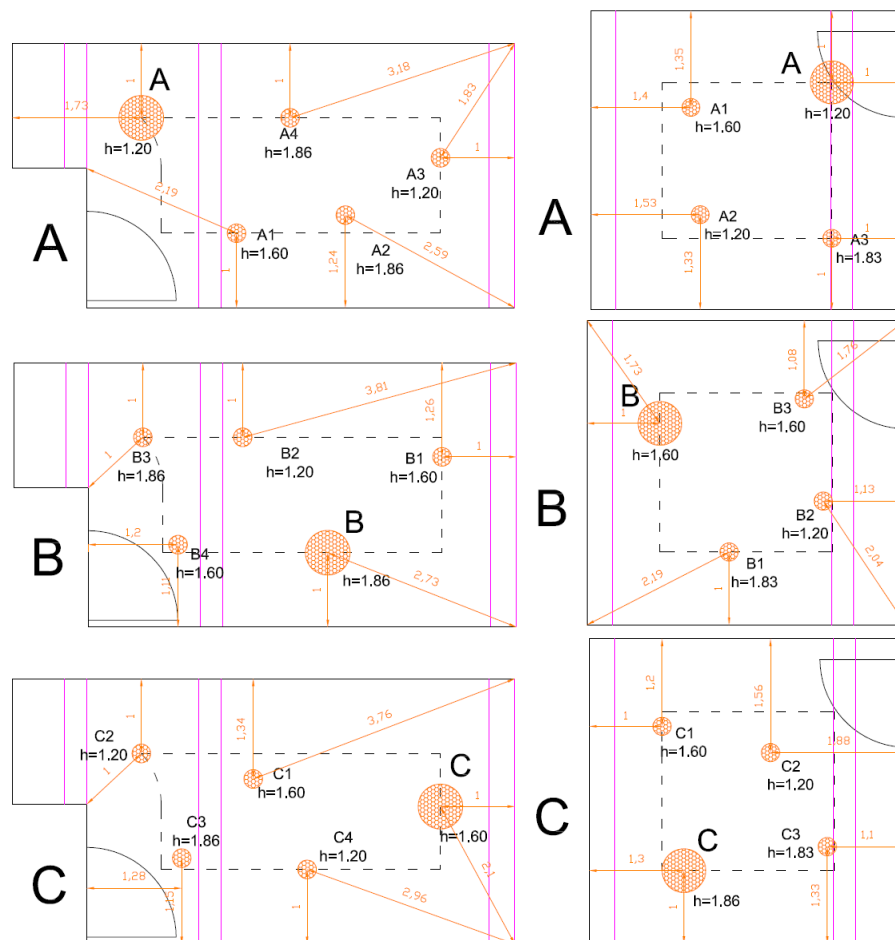 1
A
1,73
h=1.20
1
A4
h=1.86
3,18
1,83
A3
h=1.20
1
2,19
A
A1
h=1.60
1
1,24
A2
h=1.86
2,59
1,35
1
A
1
h=1.20
1,4
A1
h=1.60
A
1,53
A2
h=1.20
1,33
1
A3
h=1.83
1
1
1
3,81
1,26
B3
h=1.86
1
B2
h=1.20
B1
h=1.60
1
B
1,2
B4
h=1.60
1,11
B
h=1.86
1
2,73
1,73
B
1
h=1.60
1,08
1,76
B3
h=1.60
B
1,13
B2
h=1.20
2,04
B1
h=1.83
2,19
1
1
1,34
3,76
C2
h=1.20
1
C1
h=1.60
C
1
h=1.60
C3
h=1.86
C
1,28
1,15
C4
h=1.20
1
2,96
2,1
1,2
1,56
1
C1
h=1.60
C2
h=1.20
1,88
C
C3
h=1.83
1,1
1,3
C
h=1.86
1
1,33